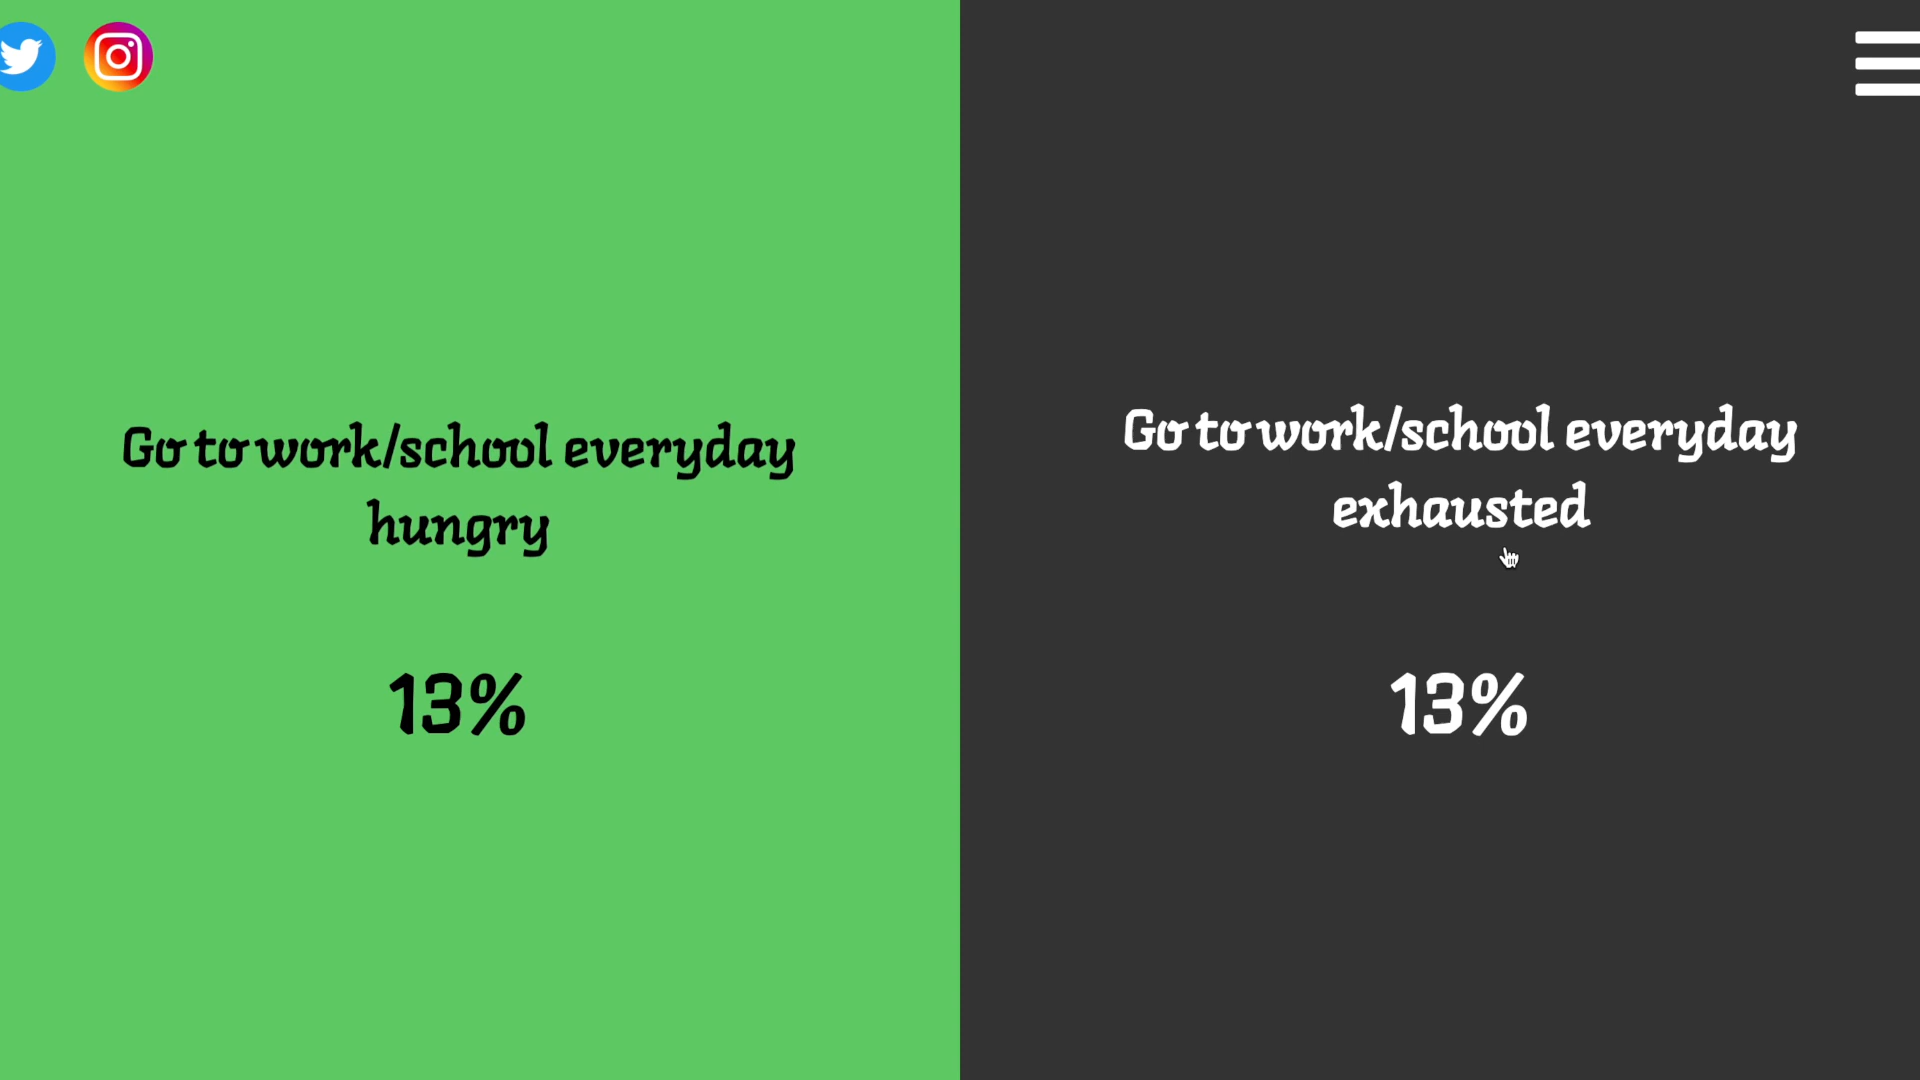 Go to work/school everyday
hungry
13%
Go to work/school everyday
exhausted
13%